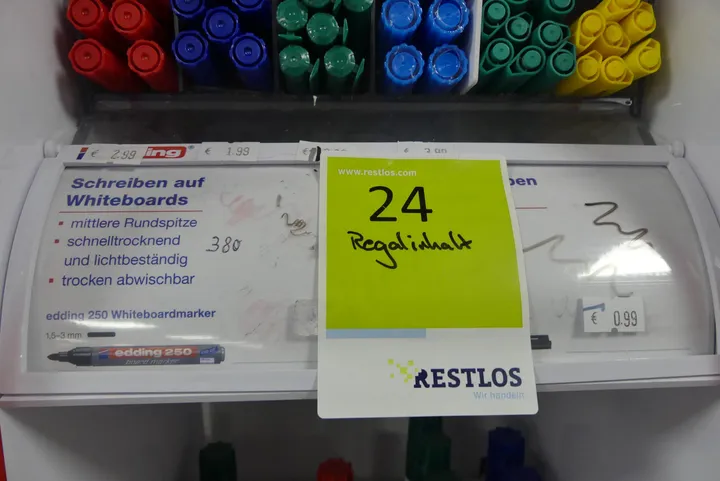 € 2.99
ing
€ 1.99
€
www.restlos.com
24
Regalinhalt
RESTLOS
Wir handeln
Schreiben auf
Whiteboards
▪ mittlere Rundspitze
▪ schnelltrocknend
und lichtbeständig
▪ trocken abwischbar
380
edding 250 Whiteboardmarker
1,5–3 mm
edding 250
ben
€ 0.99